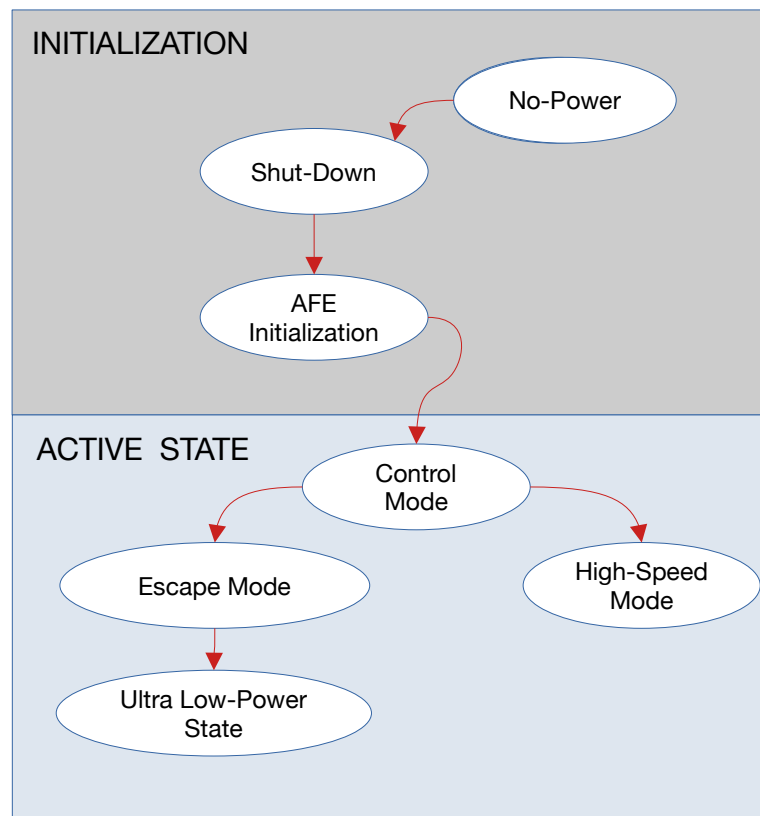 INITIALIZATION
No-Power
Shut-Down
AFE
Initialization
ACTIVE STATE
Control
Mode
Escape Mode
High-Speed
Mode
Ultra Low-Power
State